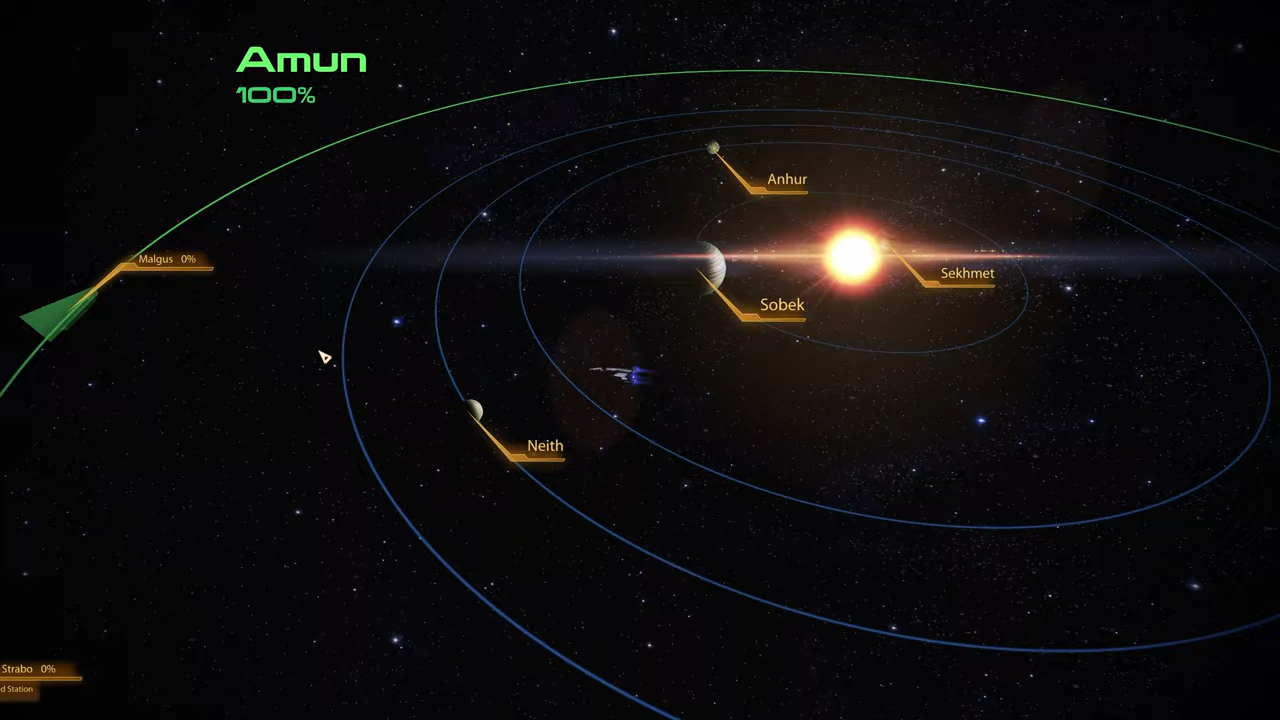 Amun
100%
Anhur
Malgus 0%
Sekhmet
Sobek
Neith
Strabo 0%
d Station